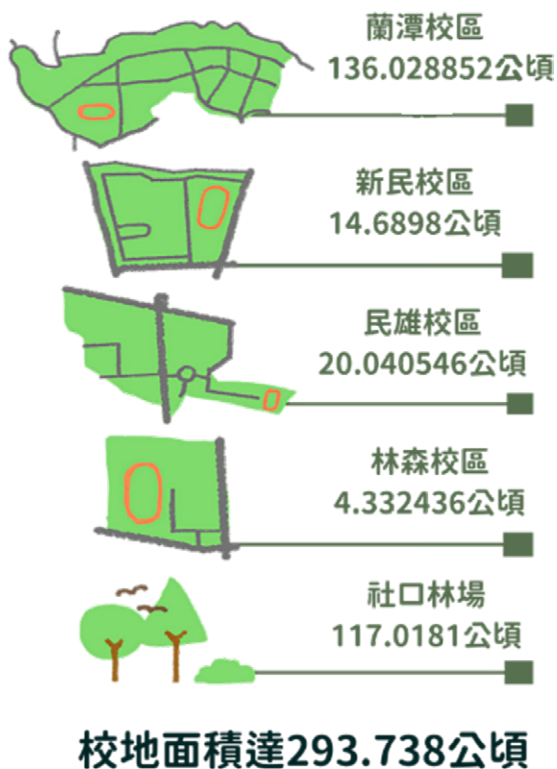 蘭潭校區
136.028852公頃
新民校區
14.6898公頃
民雄校區
20.040546公頃
林森校區
4.332436公頃
社口林場
117.0181公頃
校地面積達293.738公頃